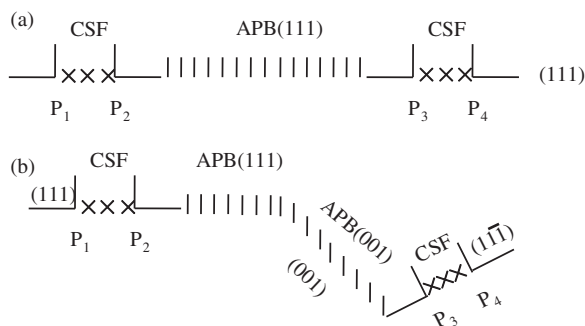 (a)
CSF APB(111) CSF
(111)
P₁ P₂ P₃ P₄
(b)
CSF APB(111)
(111) APB(001) CSF (11̅1̅)
P₁ P₂ (001) P₃ P₄